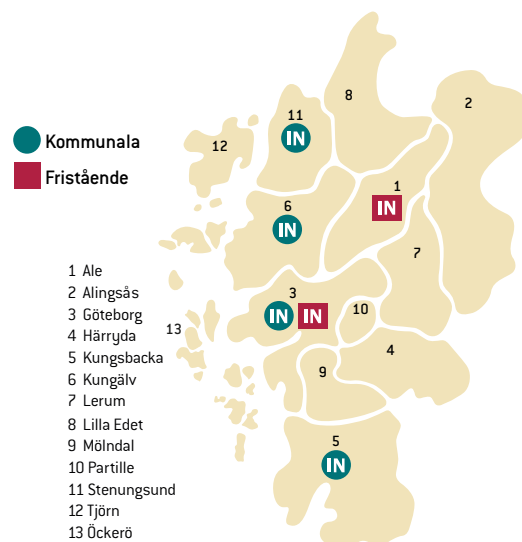 8
2
11
IN
12
Kommunala
Fristående
1
IN
6
IN
7
1 Ale
2 Alingsås
3 Göteborg
4 Härryda
5 Kungsbacka
6 Kungälv
7 Lerum
8 Lilla Edet
9 Mölndal
10 Partille
11 Stenungsund
12 Tjörn
13 Öckerö
3
IN IN
10
13
4
9
5
IN